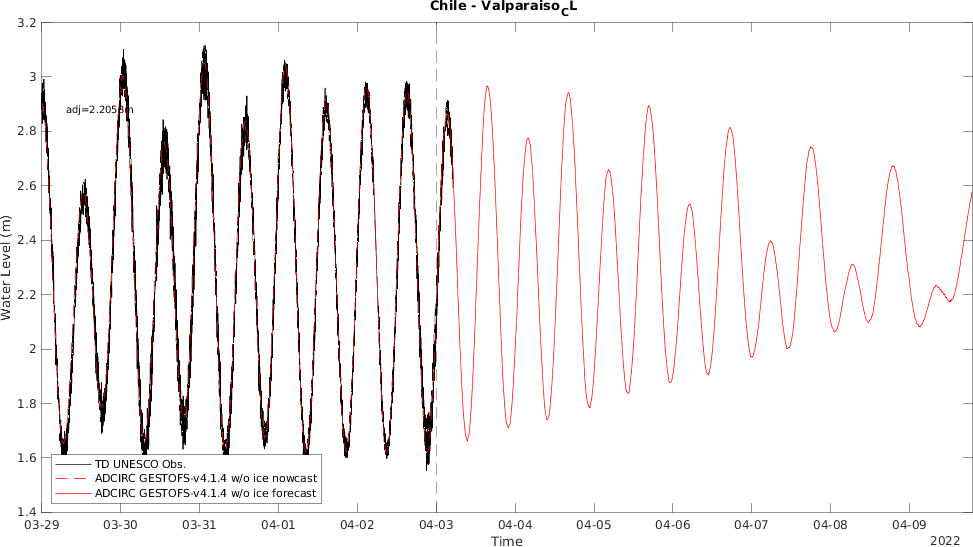 Chile - Valparaiso_CL
3.2
3
2.8
2.6
2.4
2.2
2
1.8
1.6
1.4
Water Level (m)
adj=2.2058m
TD UNESCO Obs.
ADCIRC GESTOFS-v4.1.4 w/o ice nowcast
ADCIRC GESTOFS-v4.1.4 w/o ice forecast
03-29 03-30 03-31 04-01 04-02 04-03 04-04 04-05 04-06 04-07 04-08 04-09
Time
2022